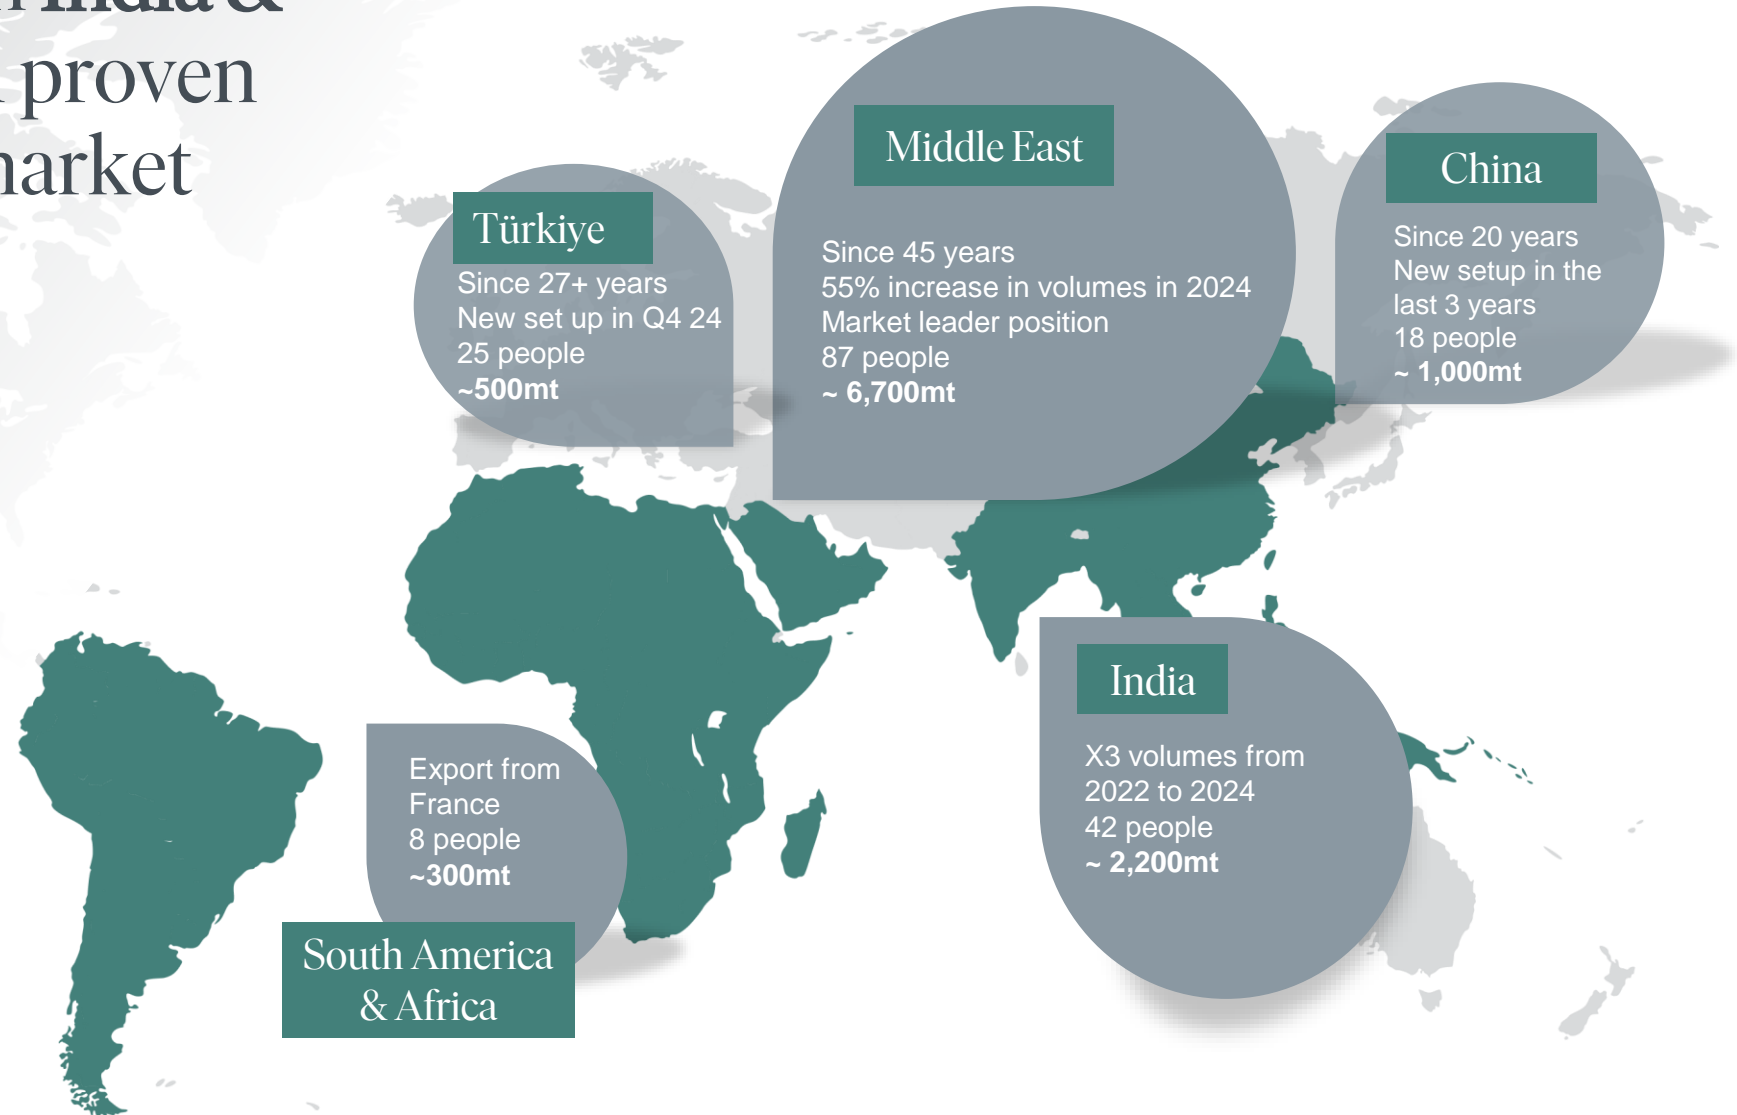 India &
proven
market
Türkiye
Since 27+ years
New set up in Q4 24
25 people
~500mt
Middle East
Since 45 years
55% increase in volumes in 2024
Market leader position
87 people
~ 6,700mt
China
Since 20 years
New setup in the
last 3 years
18 people
~ 1,000mt
Export from
France
8 people
~300mt
South America
& Africa
India
X3 volumes from
2022 to 2024
42 people
~ 2,200mt